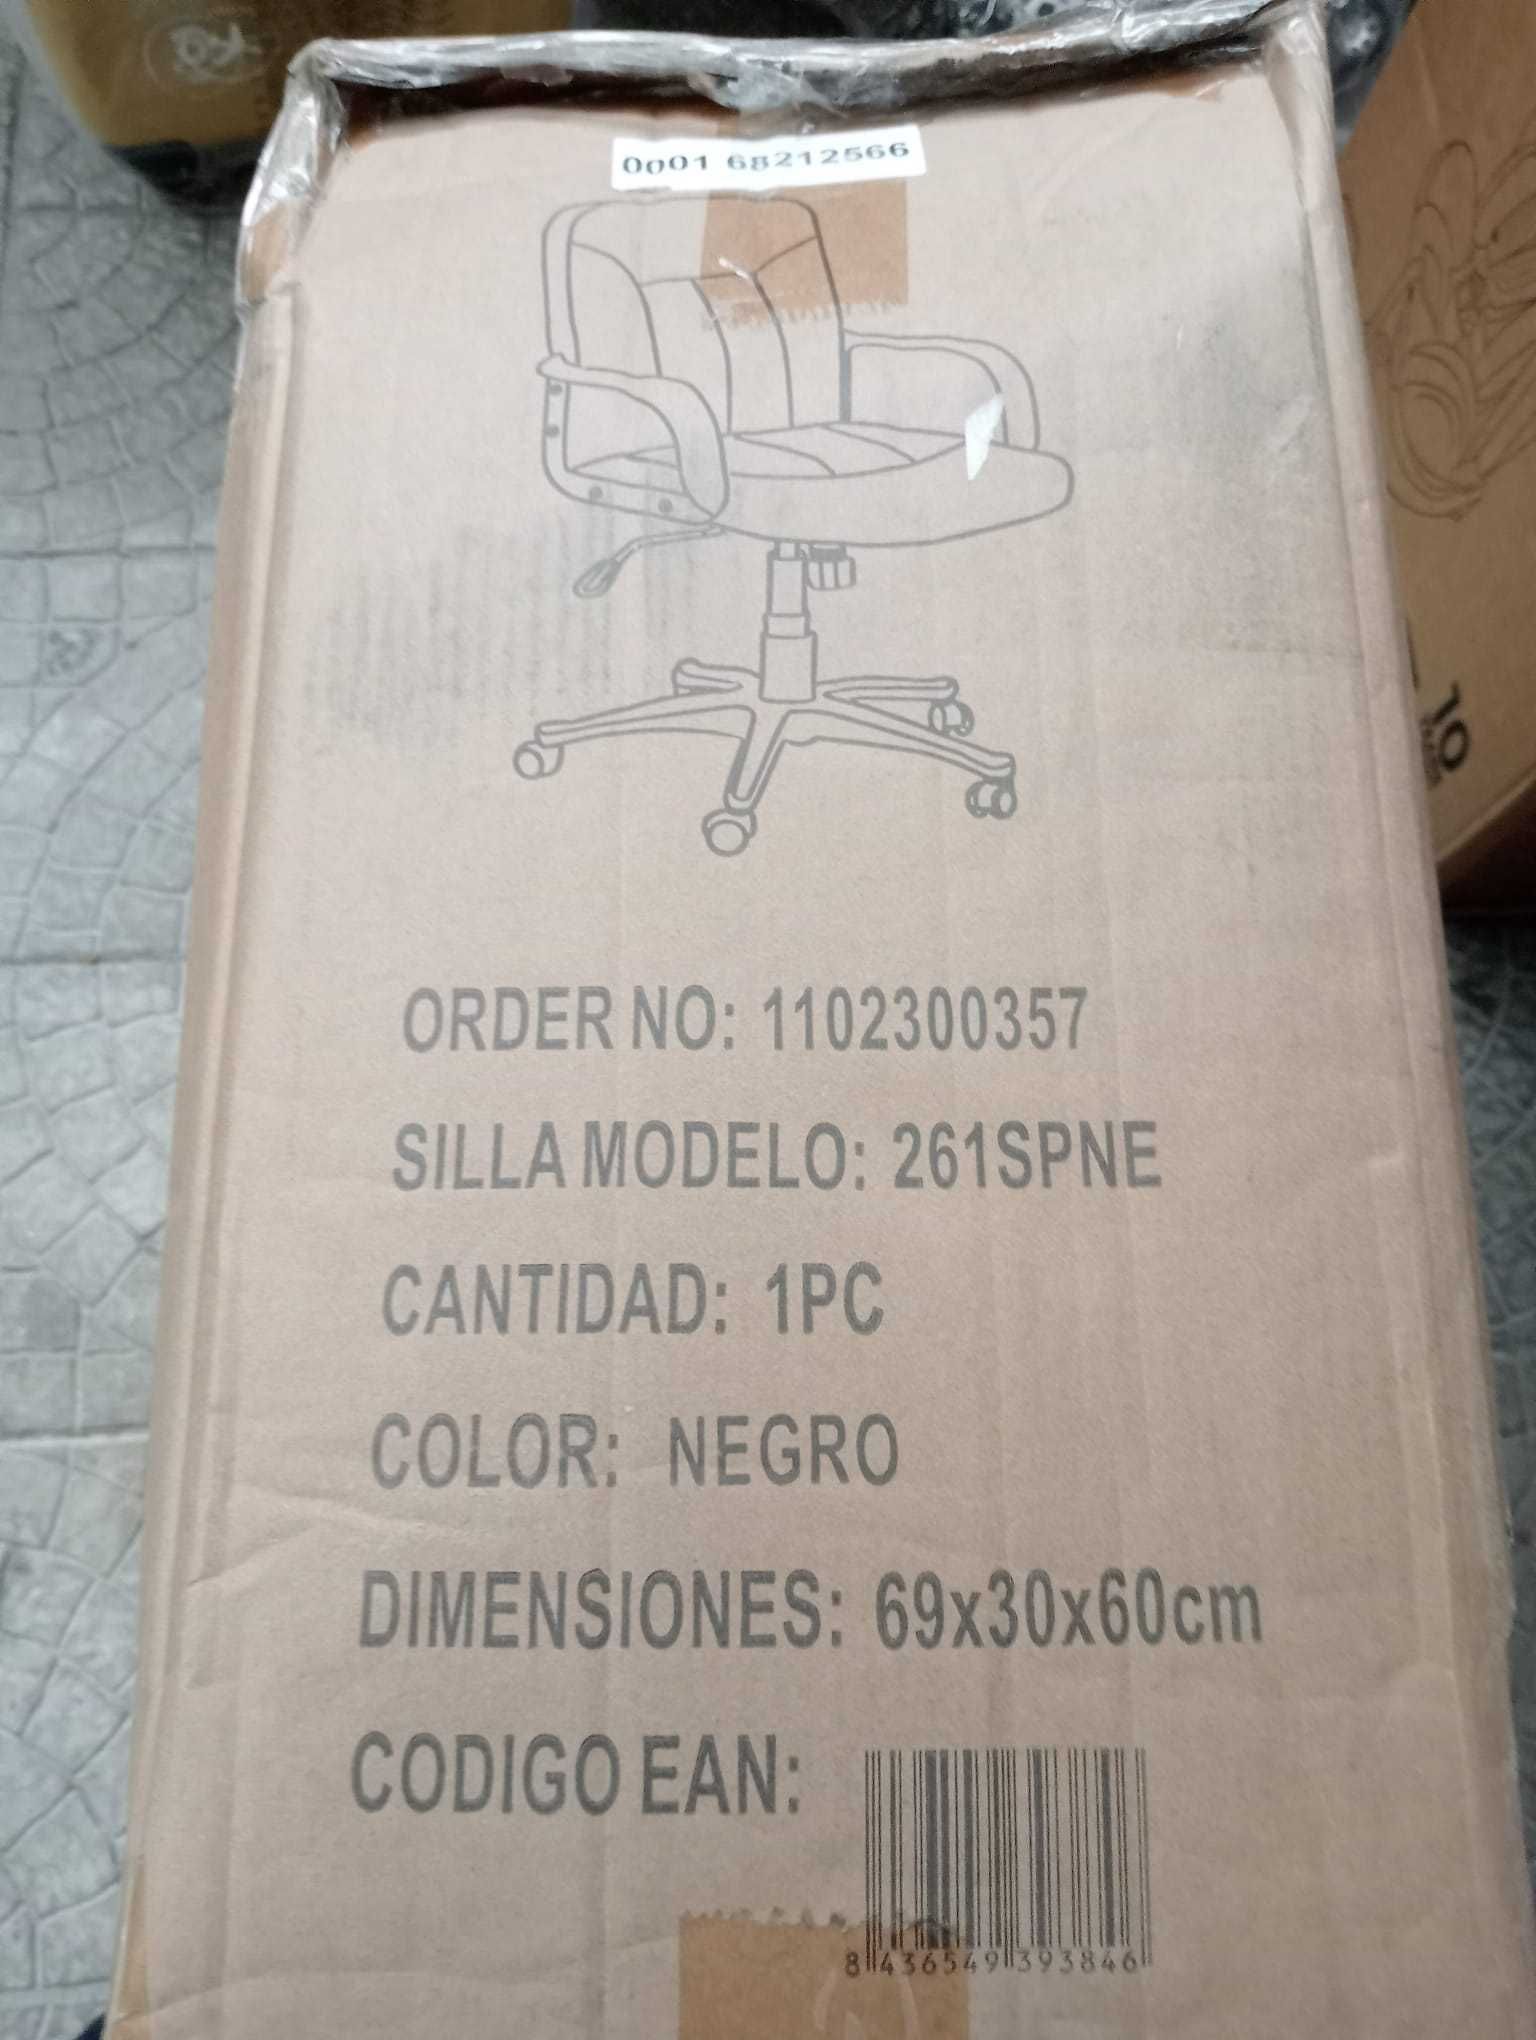 0001 68212566
ORDER NO: 1102300357
SILLA MODELO: 261SPNE
CANTIDAD: 1PC
COLOR: NEGRO
DIMENSIONES: 69x30x60cm
CODIGO EAN:
8 436549 393846